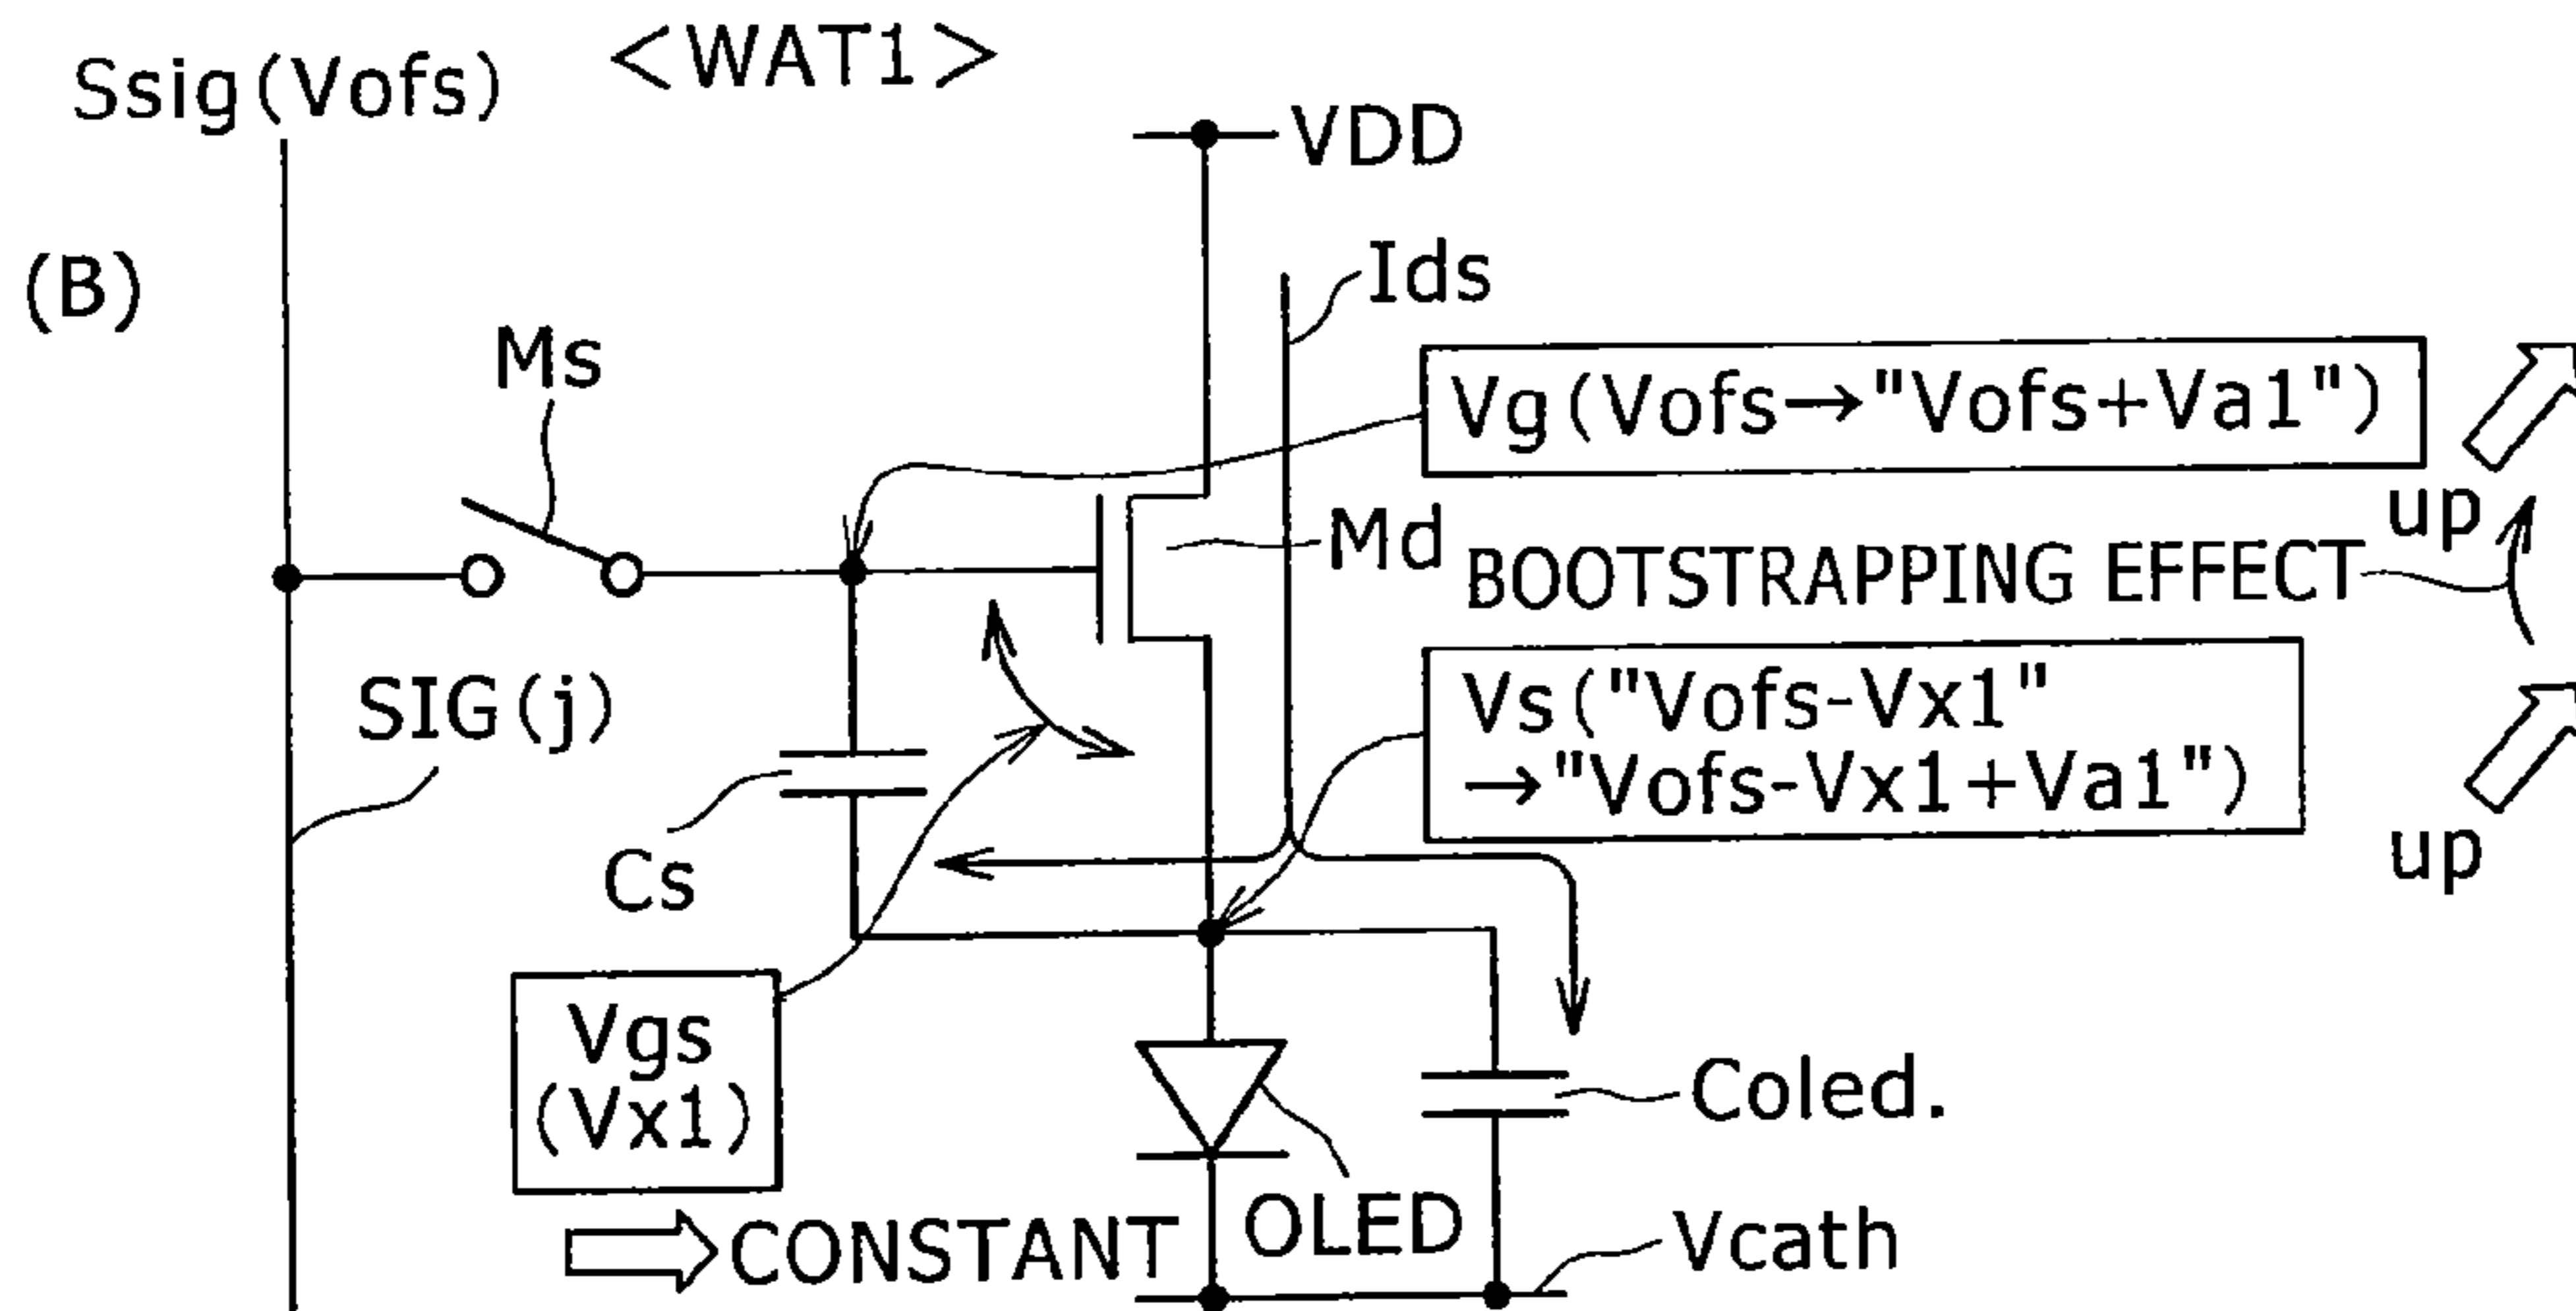 <WAT1>
Ssig(Vofs)
VDD
(B)
Ids
Ms
Vg(Vofs→"Vofs+Va1")
up
Md
BOOTSTRAPPING EFFECT
SIG(j)
Vs("Vofs-Vx1"
→"Vofs-Vx1+Va1")
up
Cs
Vgs
(Vx1)
Coled.
OLED
CONSTANT
Vcath